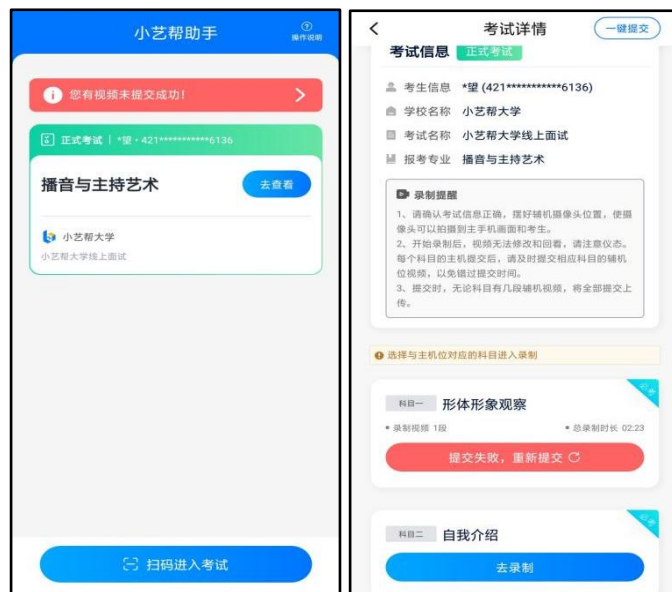 小艺帮助手
操作说明
您有视频未提交成功！
正式考试 | *望·421***********6136
播音与主持艺术
去查看
小艺帮大学
小艺帮大学线上面试
扫码进入考试
考试详情
一键提交
考试信息 正式考试
考生信息 *望 (421***********6136)
学校名称 小艺帮大学
考试名称 小艺帮大学线上面试
报考专业 播音与主持艺术
录制提醒
1、请确认考试信息正确，摆好辅机摄像头位置，使摄
像头可以拍摄到主手机画面和考生。
2、开始录制后，视频无法修改和回看，请注意仪态。
每个科目的主机提交后，请及时提交相应科目的辅机
位视频，以免错过提交时间。
3、提交时，无论科目有几段辅机视频，将全部提交上
传。
选择与主机位对应的科目进入录制
必考
科目一 形体形象观察
录制视频 1段 总录制时长 02:23
提交失败，重新提交
必考
科目二 自我介绍
去录制